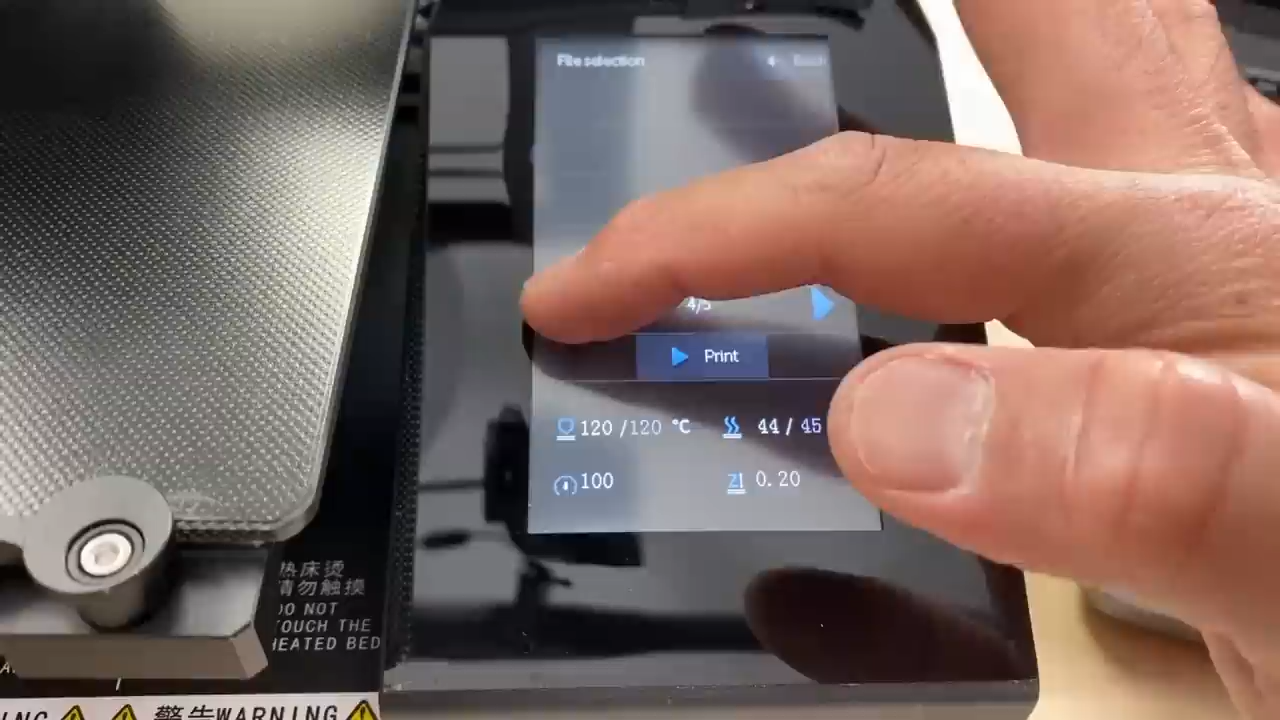 File selection
Back
4/5
Print
120 /120 ℃ 44 / 45
100 0.20
热床烫
请勿触摸
DO NOT
TOUCH THE
HEATED BED
警告WARNING